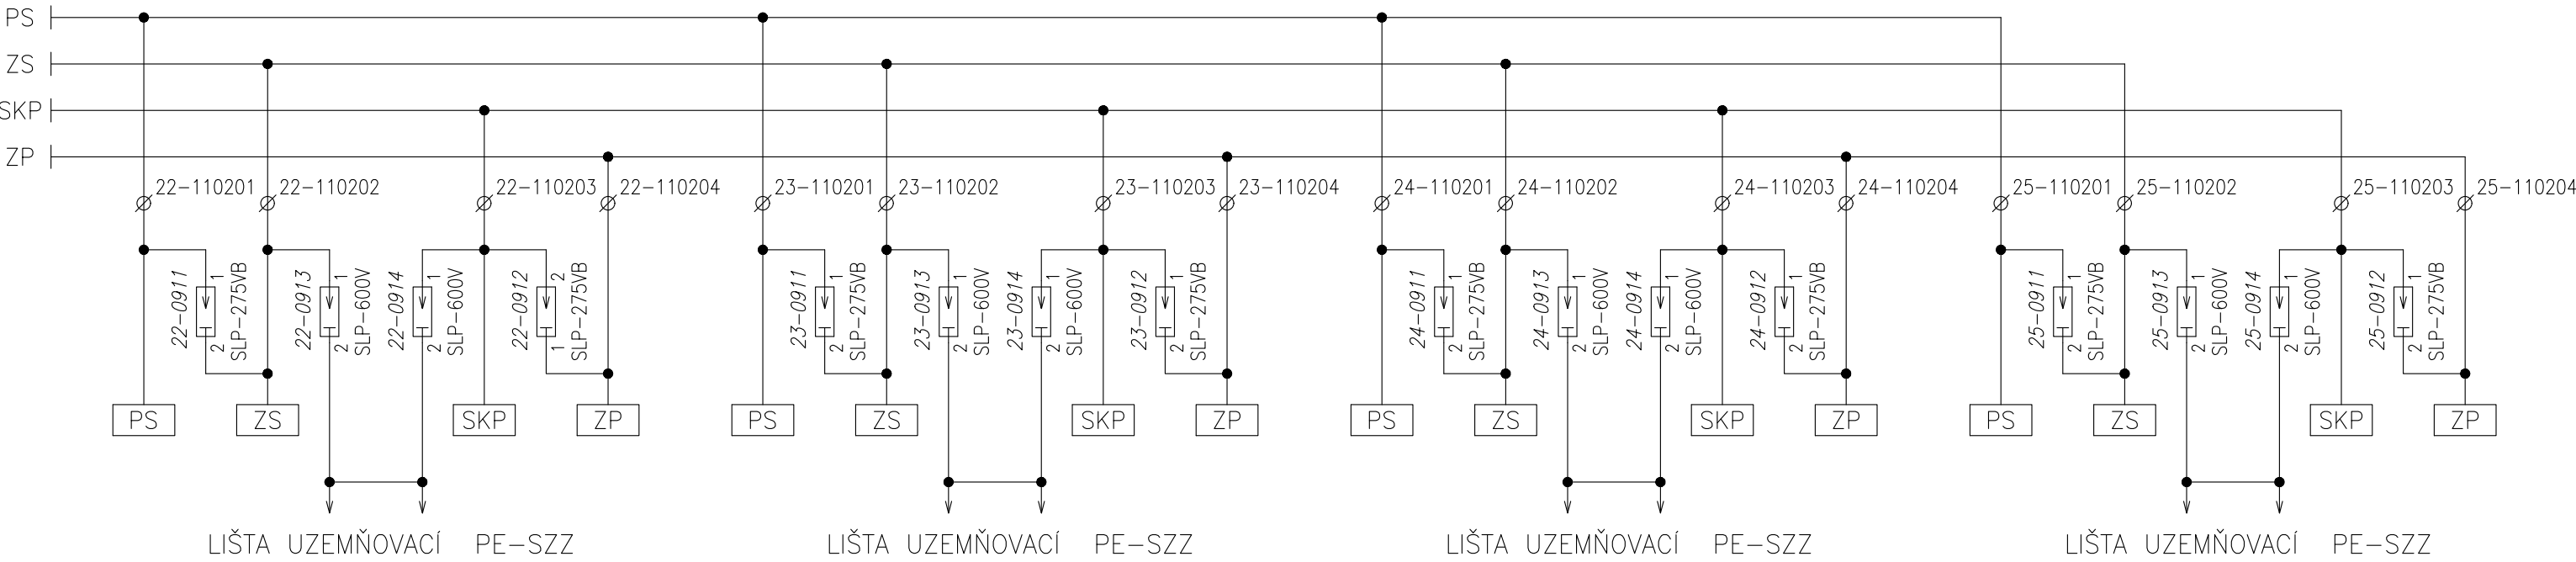 PS
ZS
SKP
ZP
22-110201 22-110202 22-110203 22-110204 23-110201 23-110202 23-110203 23-110204 24-110201 24-110202 24-110203 24-110204 25-110201 25-110202 25-110203 25-110204
22-0911 1 2 SLP-275VB 22-0913 1 2 SLP-600V 22-0914 1 2 SLP-600V 22-0912 2 1 SLP-275VB
23-0911 1 2 SLP-275VB 23-0913 1 2 SLP-600V 23-0914 1 2 SLP-600V 23-0912 1 2 SLP-275VB
24-0911 1 2 SLP-275VB 24-0913 1 2 SLP-600V 24-0914 1 2 SLP-600V 24-0912 1 2 SLP-275VB
25-0911 1 2 SLP-275VB 25-0913 1 2 SLP-600V 25-0914 1 2 SLP-600V 25-0912 1 2 SLP-275VB
PS ZS SKP ZP PS ZS SKP ZP PS ZS SKP ZP PS ZS SKP ZP
LIŠTA UZEMŇOVACÍ PE-SZZ LIŠTA UZEMŇOVACÍ PE-SZZ LIŠTA UZEMŇOVACÍ PE-SZZ LIŠTA UZEMŇOVACÍ PE-SZZ